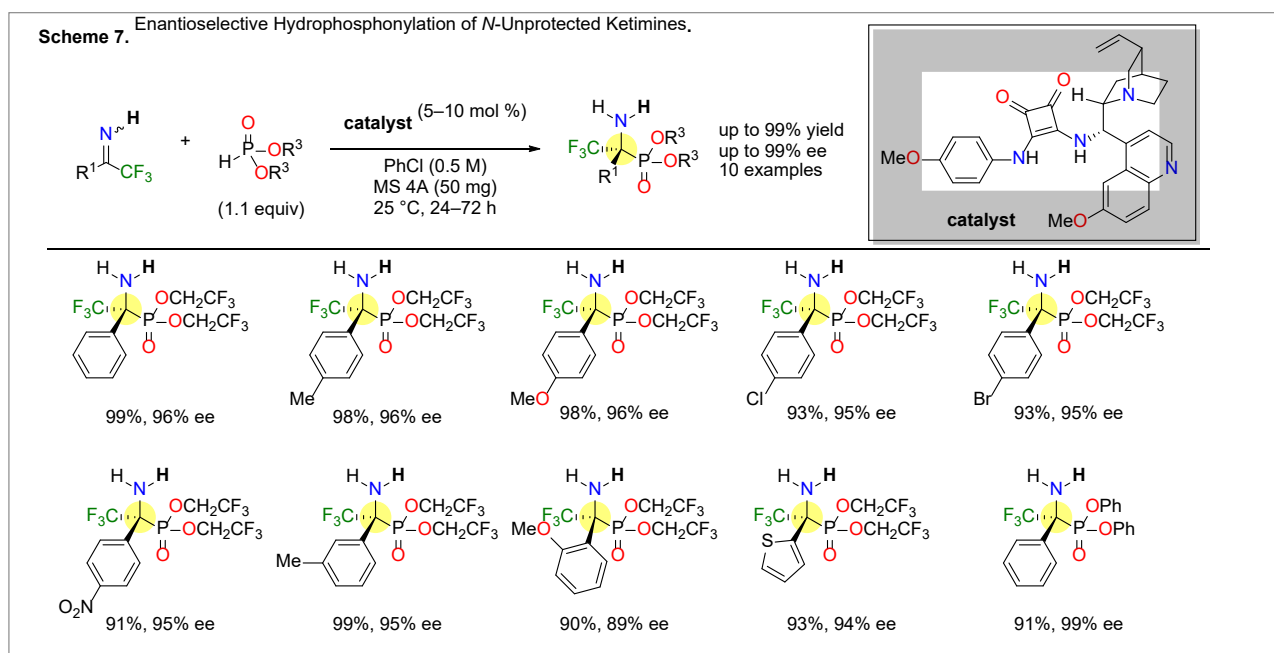 Scheme 7. Enantioselective Hydrophosphonylation of N-Unprotected Ketimines.
N H
R1 CF3
+
O
H P OR3
OR3
(1.1 equiv)
catalyst (5–10 mol %)
PhCl (0.5 M)
MS 4A (50 mg)
25 °C, 24–72 h
H N H
F3C R1 P OR3
OR3
O
up to 99% yield
up to 99% ee
10 examples
O O
MeO
NH
HN
H
N
N
MeO
catalyst
H N H
F3C P OCH2CF3
OCH2CF3
O
99%, 96% ee
H N H
F3C P OCH2CF3
OCH2CF3
O
Me
98%, 96% ee
H N H
F3C P OCH2CF3
OCH2CF3
O
MeO
98%, 96% ee
H N H
F3C P OCH2CF3
OCH2CF3
O
Cl
93%, 95% ee
H N H
F3C P OCH2CF3
OCH2CF3
O
Br
93%, 95% ee
H N H
F3C P OCH2CF3
OCH2CF3
O
O2N
91%, 95% ee
H N H
F3C P OCH2CF3
OCH2CF3
O
Me
99%, 95% ee
H N H
MeO F3C P OCH2CF3
OCH2CF3
O
90%, 89% ee
H N H
F3C P OCH2CF3
OCH2CF3
O
S
93%, 94% ee
H N H
F3C P OPh
OPh
O
91%, 99% ee